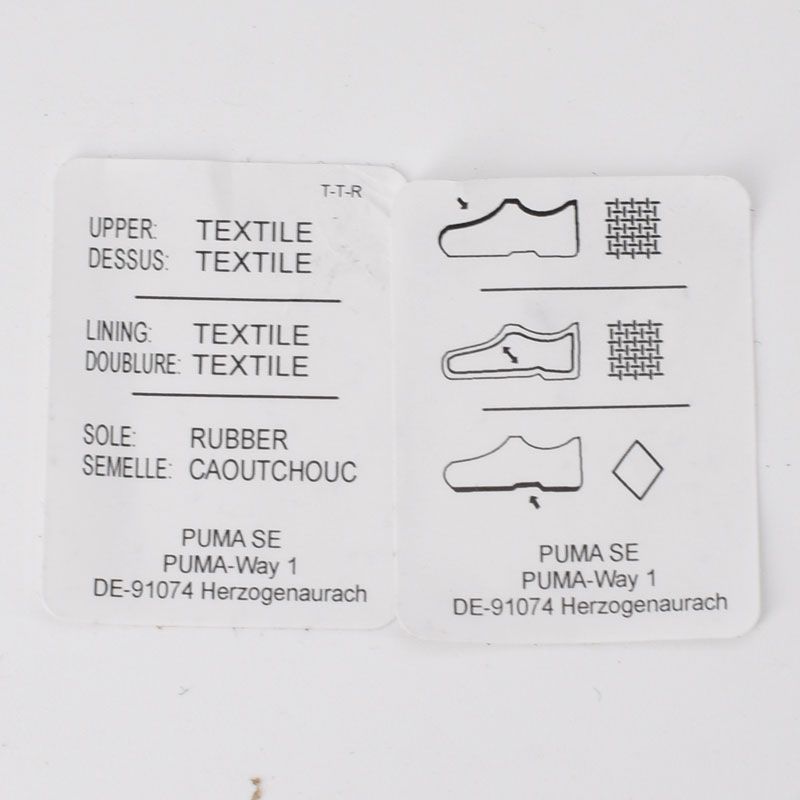 T-T-R
UPPER: TEXTILE
DESSUS: TEXTILE
LINING: TEXTILE
DOUBLURE: TEXTILE
SOLE: RUBBER
SEMELLE: CAOUTCHOUC
PUMA SE
PUMA-Way 1
DE-91074 Herzogenaurach
PUMA SE
PUMA-Way 1
DE-91074 Herzogenaurach